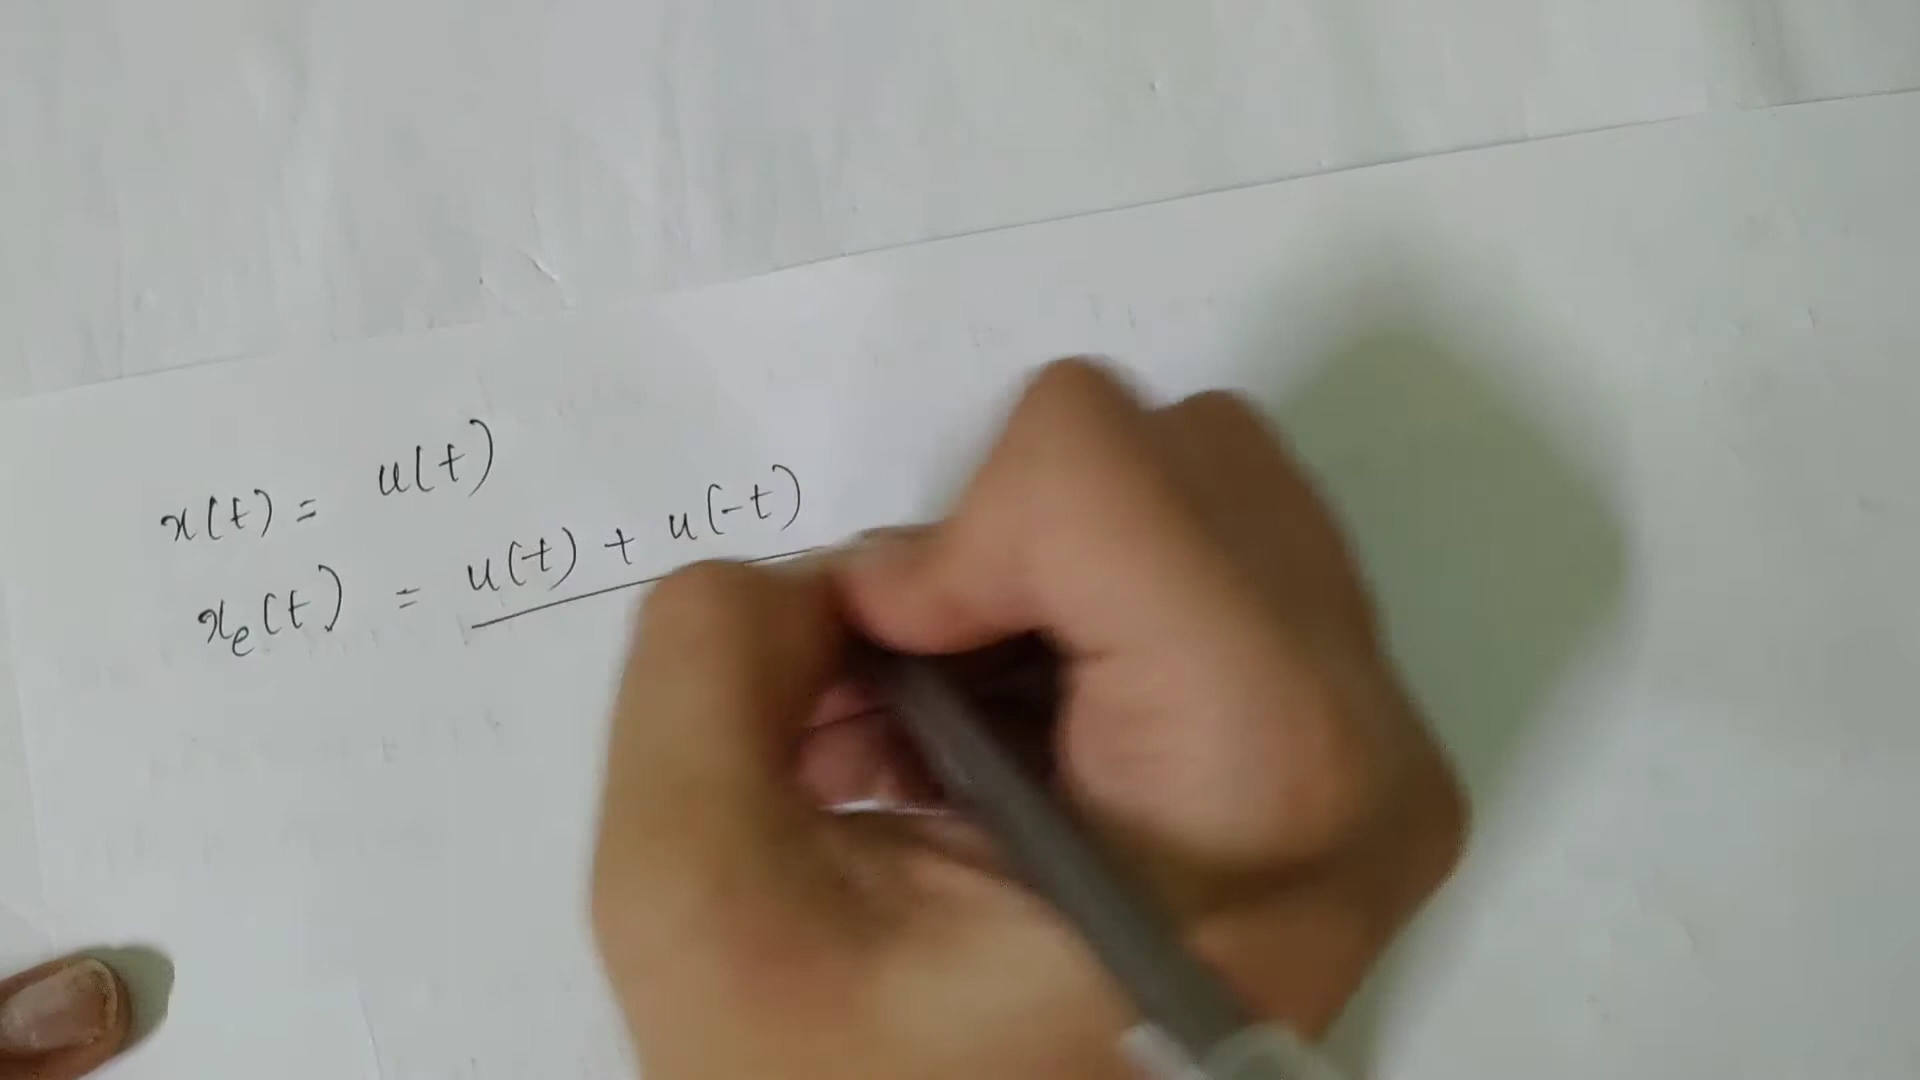 x(t) = u(t)
xₑ(t) = u(t) + u(-t)